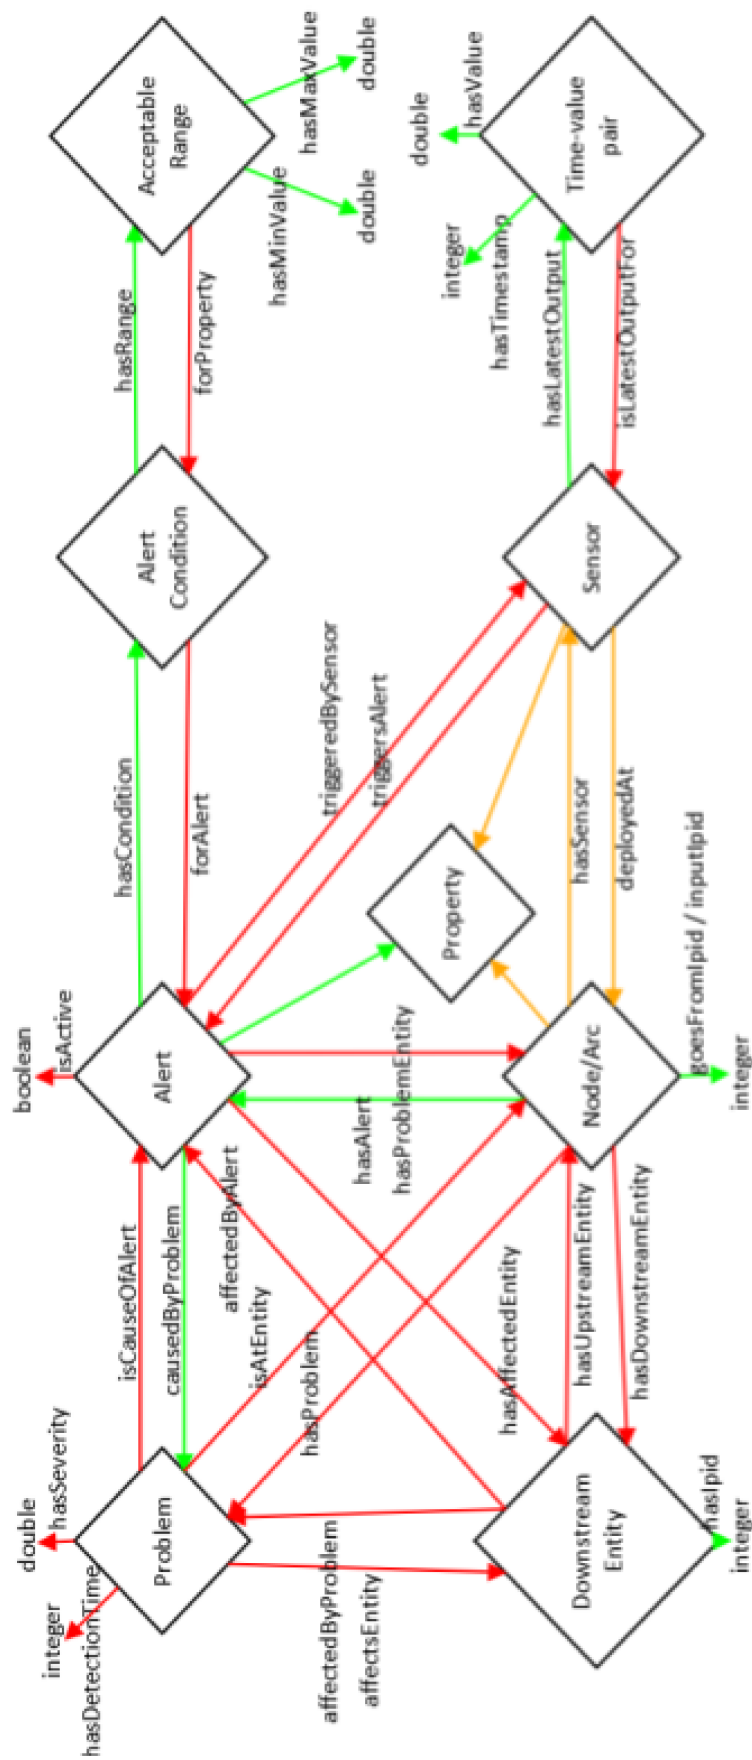 integer
hasDetectionTime
double
hasSeverity
Problem
isCauseOfAlert
causedByProblem
boolean
isActive
Alert
hasCondition
forAlert
Alert
Condition
hasRange
forProperty
Acceptable
Range
hasMinValue
double
hasMaxValue
double
affectedByAlert
isAtEntity
hasProblem
hasAlert
hasProblemEntity
triggeredBySensor
triggersAlert
Property
affectedByProblem
affectsEntity
hasAffectedEntity
hasUpstreamEntity
hasDownstreamEntity
Downstream
Entity
hasIpid
integer
Node/Arc
goesFromIpid / inputIpid
integer
hasSensor
deployedAt
Sensor
hasLatestOutput
isLatestOutputFor
integer
hasTimestamp
double
hasValue
Time-value
pair